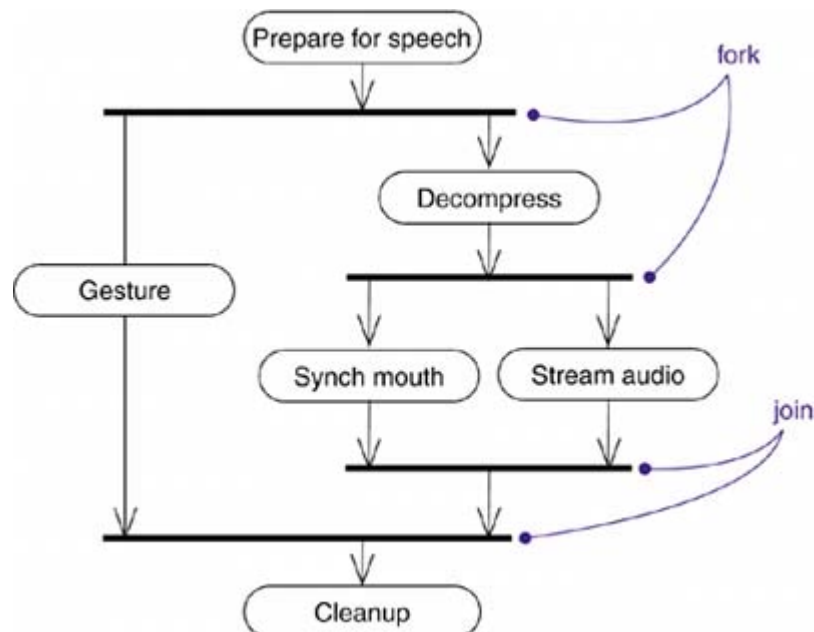 Prepare for speech
fork
Decompress
Gesture
Synch mouth
Stream audio
join
Cleanup